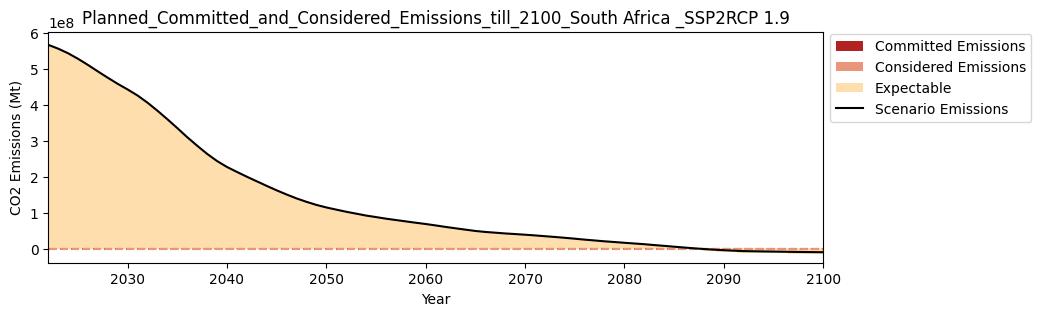 Planned_Committed_and_Considered_Emissions_till_2100_South Africa _SSP2RCP 1.9
1e8
6
5
4
3
2
1
0
CO2 Emissions (Mt)
2030 2040 2050 2060 2070 2080 2090 2100
Year
Committed Emissions
Considered Emissions
Expectable
Scenario Emissions